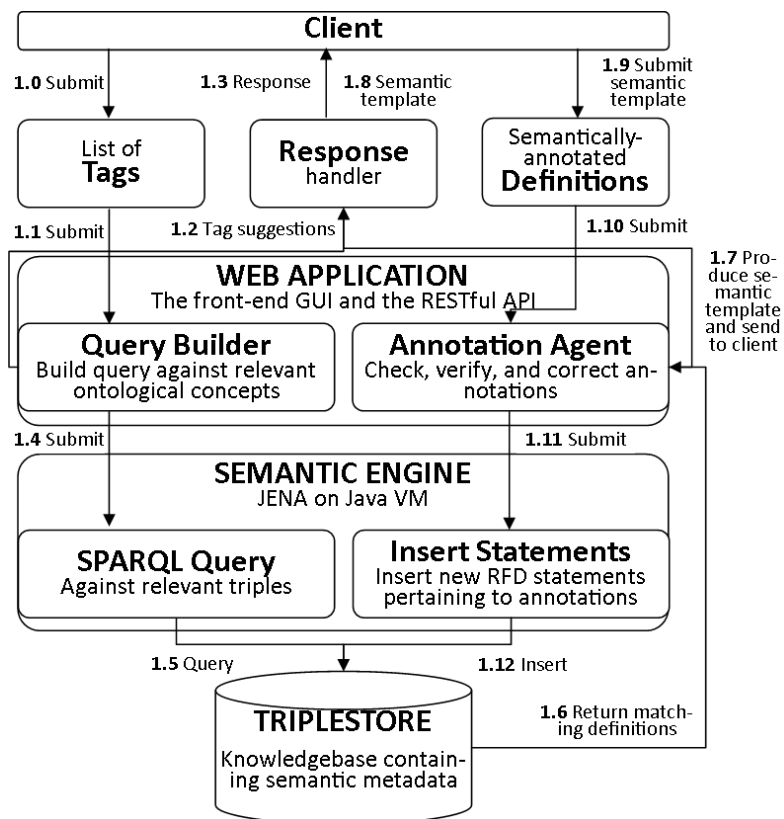 Client
1.0 Submit
1.3 Response
1.8 Semantic
template
1.9 Submit
semantic
template
List of
Tags
Response
handler
Semantically-
annotated
Definitions
1.1 Submit
1.2 Tag suggestions
1.10 Submit
1.7 Pro-
duce se-
mantic
template
and send
to client
WEB APPLICATION
The front-end GUI and the RESTful API
Query Builder
Build query against relevant
ontological concepts
Annotation Agent
Check, verify, and correct an-
notations
1.4 Submit
1.11 Submit
SEMANTIC ENGINE
JENA on Java VM
SPARQL Query
Against relevant triples
Insert Statements
Insert new RFD statements
pertaining to annotations
1.5 Query
1.12 Insert
TRIPLESTORE
Knowledgebase contain-
ing semantic metadata
1.6 Return match-
ing definitions